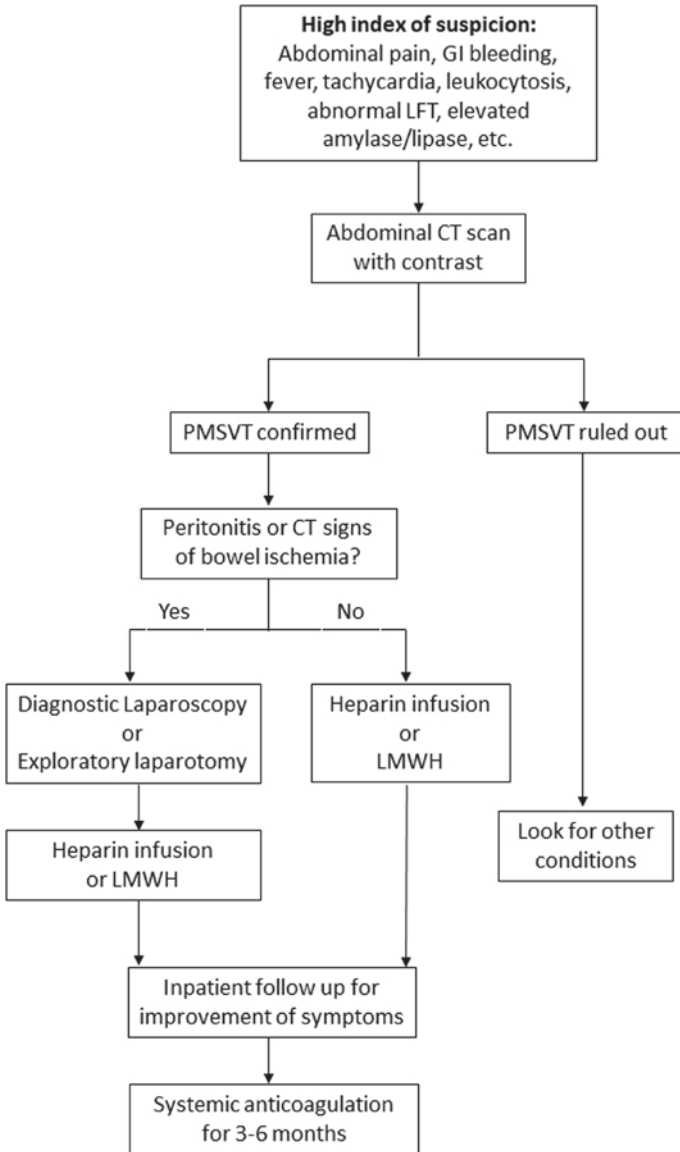 High index of suspicion:
Abdominal pain, GI bleeding,
fever, tachycardia, leukocytosis,
abnormal LFT, elevated
amylase/lipase, etc.
Abdominal CT scan
with contrast
PMSVT confirmed
PMSVT ruled out
Peritonitis or CT signs
of bowel ischemia?
Yes
No
Diagnostic Laparoscopy
or
Exploratory laparotomy
Heparin infusion
or
LMWH
Heparin infusion
or LMWH
Look for other
conditions
Inpatient follow up for
improvement of symptoms
Systemic anticoagulation
for 3-6 months